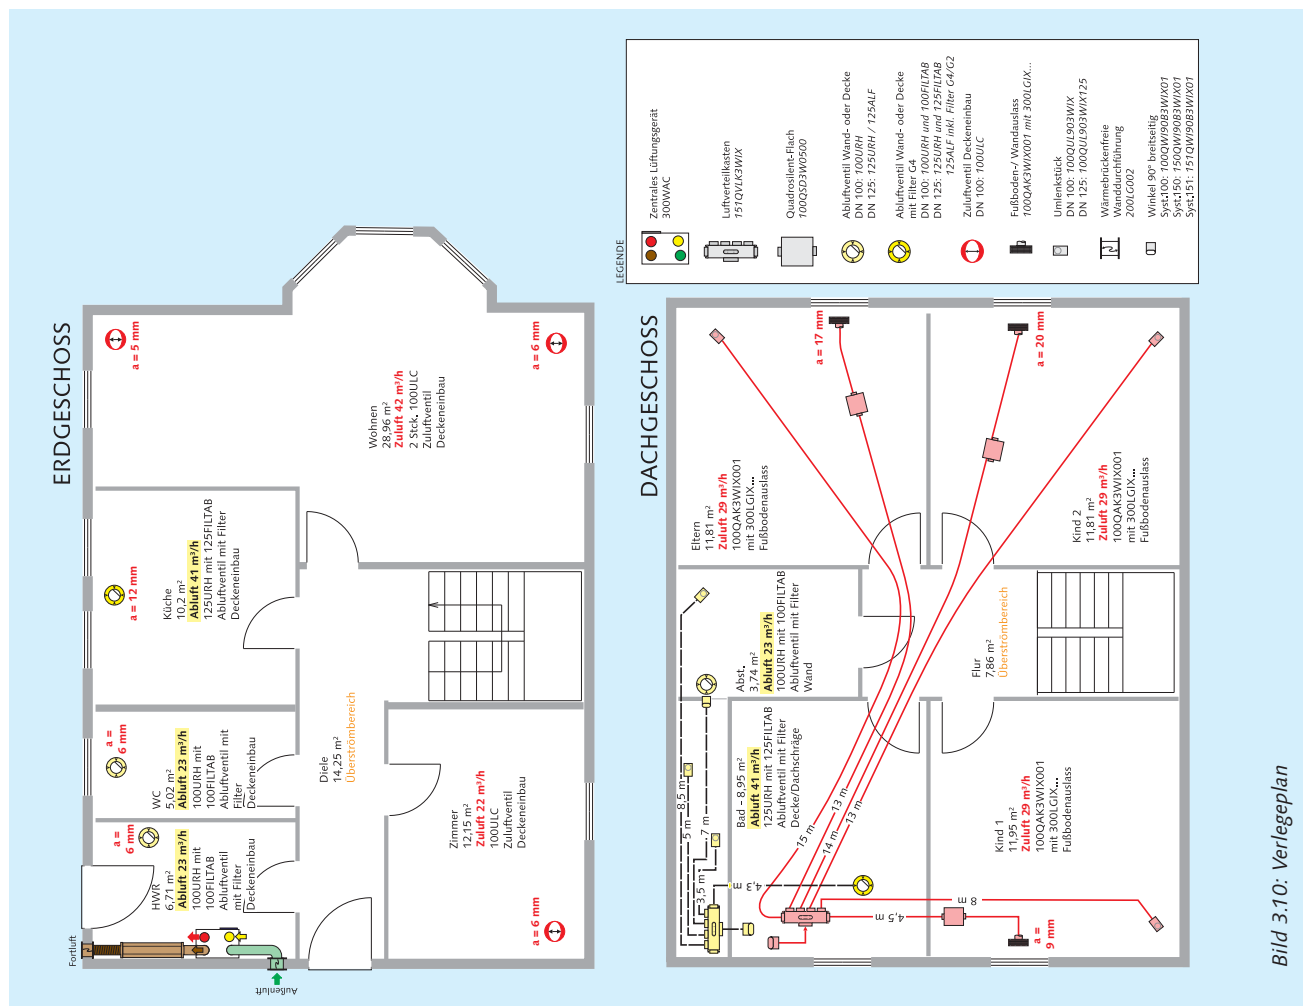 ERDGESCHOSS
a = 5 mm
a = 6 mm
Wohnen
28,96 m²
Zuluft 42 m³/h
2 Stck. 100ULC
Zuluftventil
Deckeneinbau
a = 12 mm
Küche
10,2 m²
Abluft 41 m³/h
125URH mit 125FILTAB
Abluftventil mit Filter
Deckeneinbau
a =
6 mm
WC
5,02 m²
Abluft 23 m³/h
100URH mit
100FILTAB
Abluftventil mit
Filter
Deckeneinbau
a =
6 mm
HWR
6,71 m²
Abluft 23 m³/h
100URH mit
100FILTAB
Abluftventil
mit Filter
Deckeneinbau
Diele
14,25 m²
Überströmbereich
Zimmer
12,15 m²
Zuluft 22 m³/h
100ULC
Zuluftventil
Deckeneinbau
a = 6 mm
Fortluft
Außenluft
LEGENDE
Zentrales Lüftungsgerät
300WAC
Luftverteilkasten
151QVLK3WIX
Quadrosilent-Flach
100QSD3W0500
Abluftventil Wand- oder Decke
DN 100: 100URH
DN 125: 125URH / 125ALF
Abluftventil Wand- oder Decke
mit Filter G4
DN 100: 100URH und 100FILTAB
DN 125: 125URH und 125FILTAB
125ALF inkl. Filter G4/G2
Zuluftventil Deckeneinbau
DN 100: 100ULC
Fußboden-/ Wandauslass
100QAK3WIX001 mit 300LGIX...
Umlenkstück
DN 100: 100QUL903WIX
DN 125: 100QUL903WIX125
Wärmebrückenfreie
Wanddurchführung
200LG002
Winkel 90° breitseitig
Syst.100: 100QWI90B3WIX01
Syst.150: 150QWI90B3WIX01
Syst.151: 151QWI90B3WIX01
DACHGESCHOSS
a = 17 mm
a = 20 mm
Eltern
11,81 m²
Zuluft 29 m³/h
100QAK3WIX001
mit 300LGIX...
Fußbodenauslass
Kind 2
11,81 m²
Zuluft 29 m³/h
100QAK3WIX001
mit 300LGIX...
Fußbodenauslass
Abst.
3,74 m²
Abluft 23 m³/h
100URH mit 100FILTAB
Abluftventil mit Filter
Wand
Flur
7,86 m²
Überströmbereich
Bad – 8,95 m²
Abluft 41 m³/h
125URH mit 125FILTAB
Abluftventil mit Filter
Decke/Dachschräge
Kind 1
11,95 m²
Zuluft 29 m³/h
100QAK3WIX001
mit 300LGIX...
Fußbodenauslass
8,5 m
5 m
7 m
3,5 m
4,3 m
15 m
13 m
14 m
13 m
8 m
4,5 m
a =
9 mm
Bild 3.10: Verlegeplan